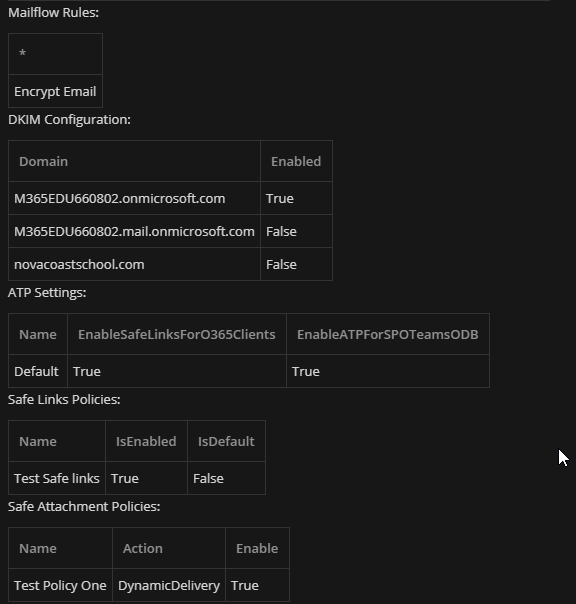 Mailflow Rules:
*
Encrypt Email
DKIM Configuration:
Domain Enabled
M365EDU660802.onmicrosoft.com True
M365EDU660802.mail.onmicrosoft.com False
novacoastschool.com False
ATP Settings:
Name EnableSafeLinksForO365Clients EnableATPForSPOTeamsODB
Default True True
Safe Links Policies:
Name IsEnabled IsDefault
Test Safe links True False
Safe Attachment Policies:
Name Action Enable
Test Policy One DynamicDelivery True